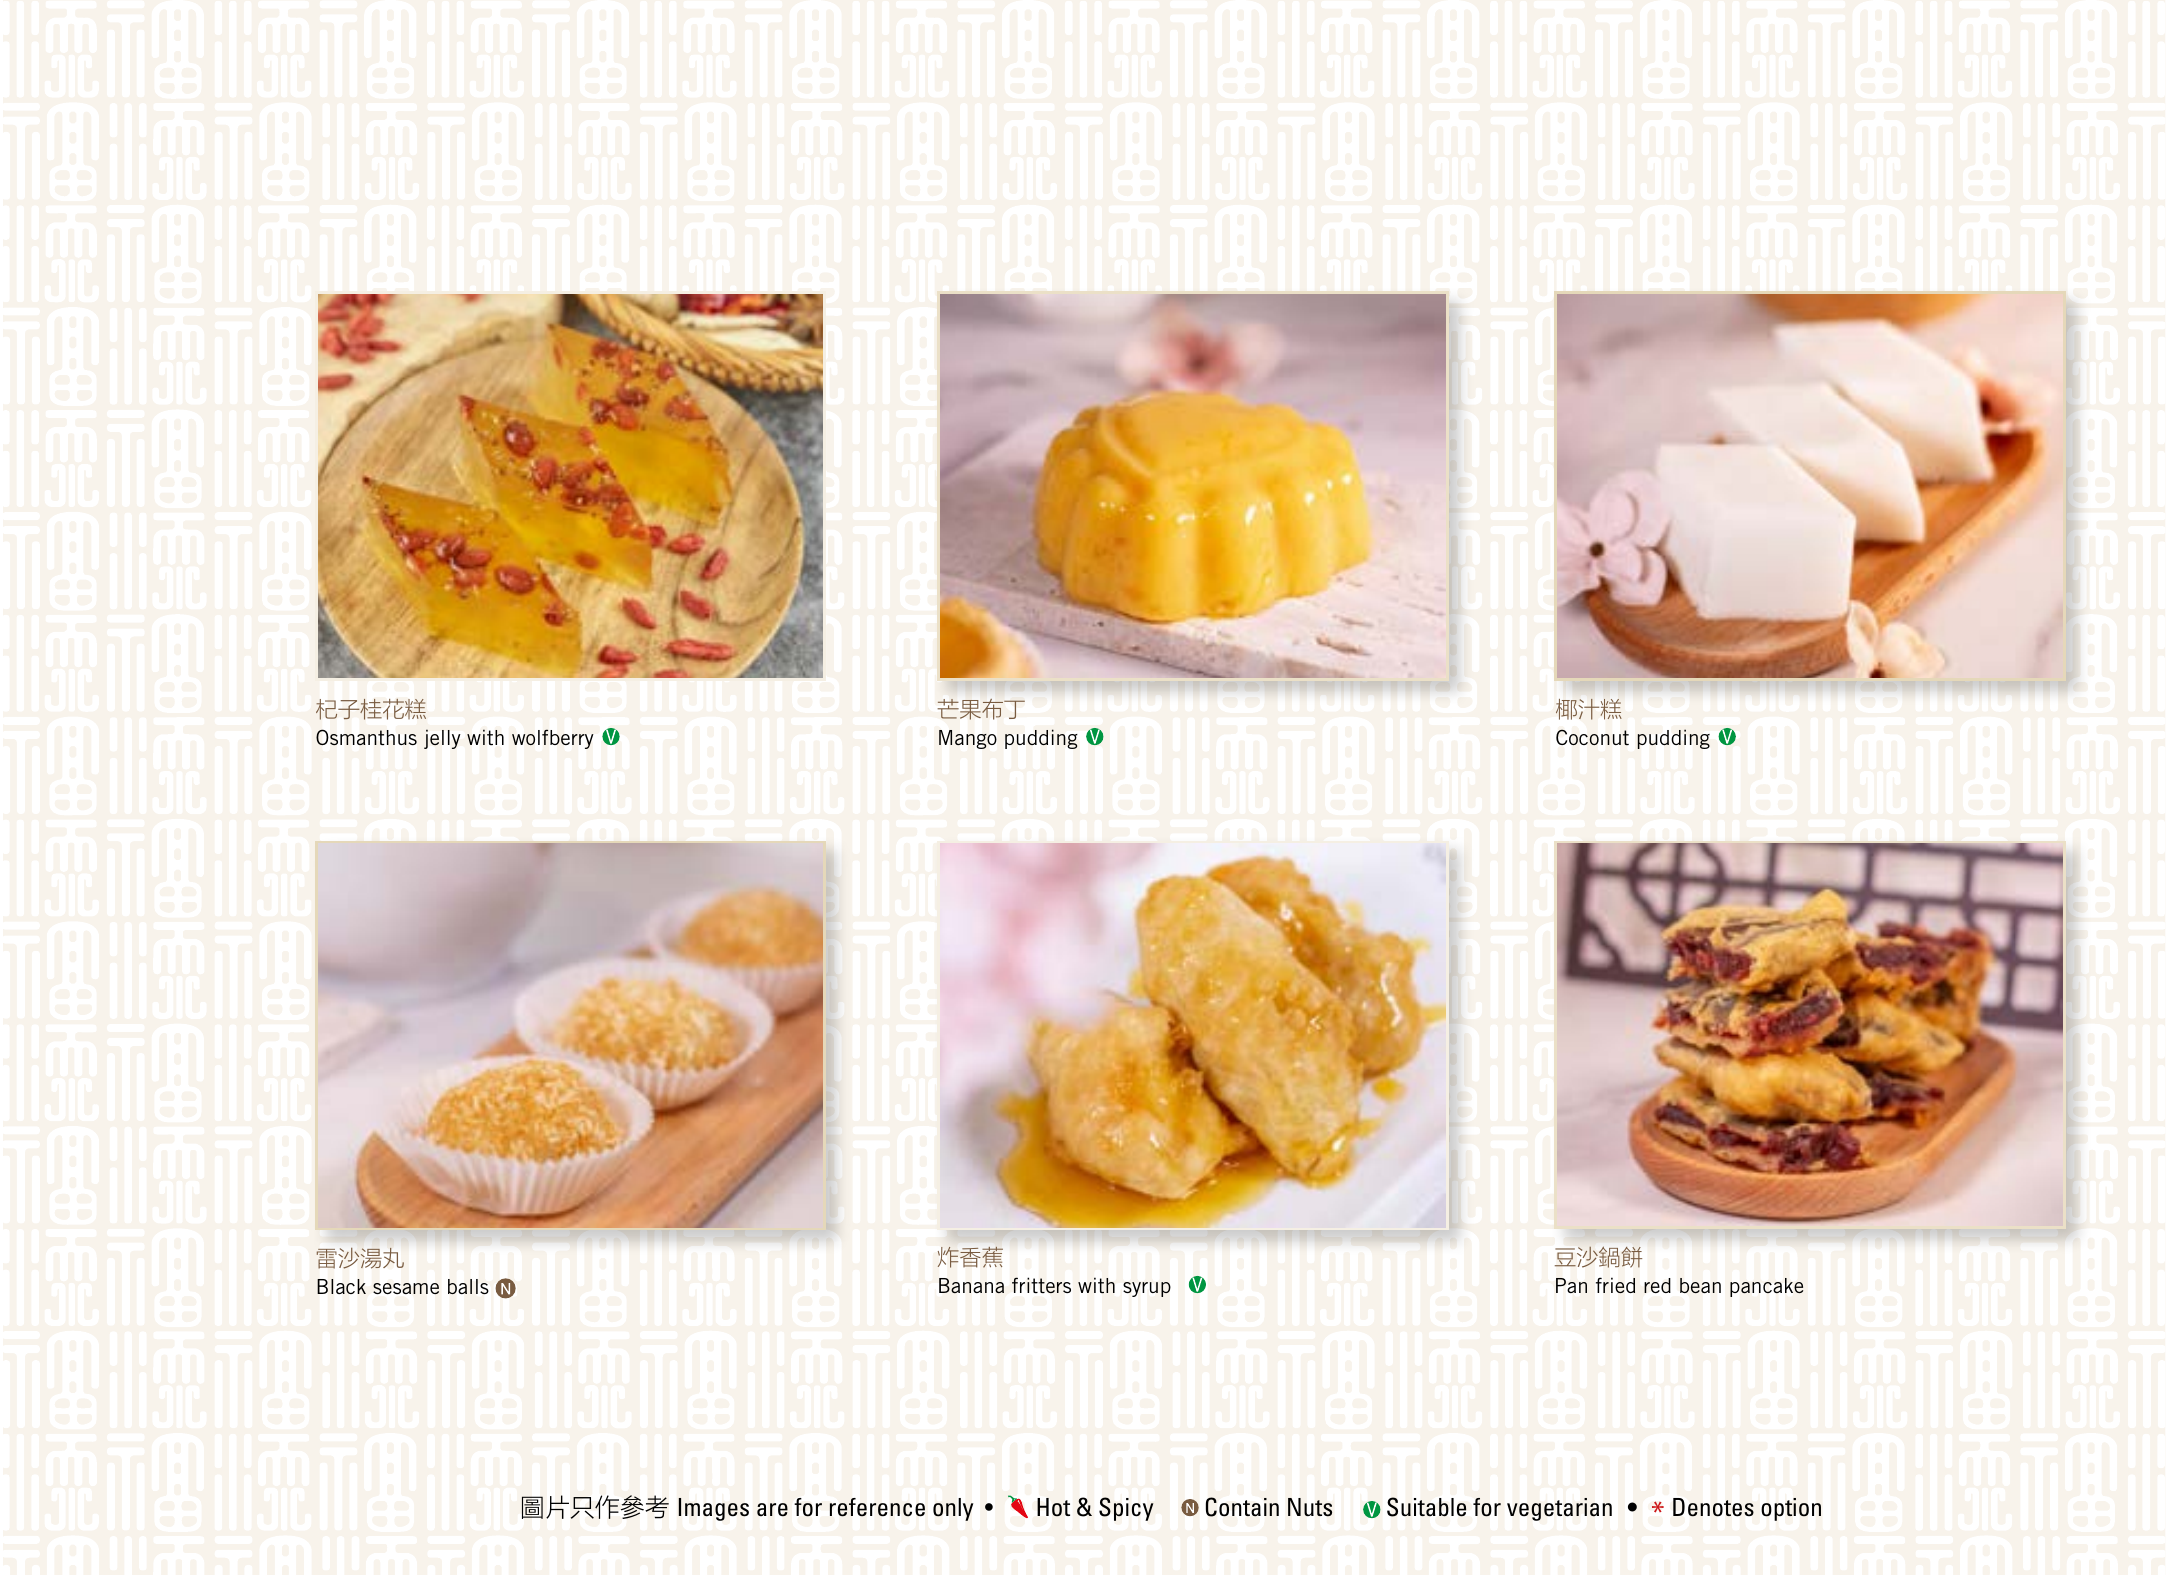 杞子桂花糕
Osmanthus jelly with wolfberry V
芒果布丁
Mango pudding V
椰汁糕
Coconut pudding V
雷沙湯丸
Black sesame balls N
炸香蕉
Banana fritters with syrup V
豆沙鍋餅
Pan fried red bean pancake
圖片只作參考 Images are for reference only • Hot & Spicy N Contain Nuts V Suitable for vegetarian • * Denotes option